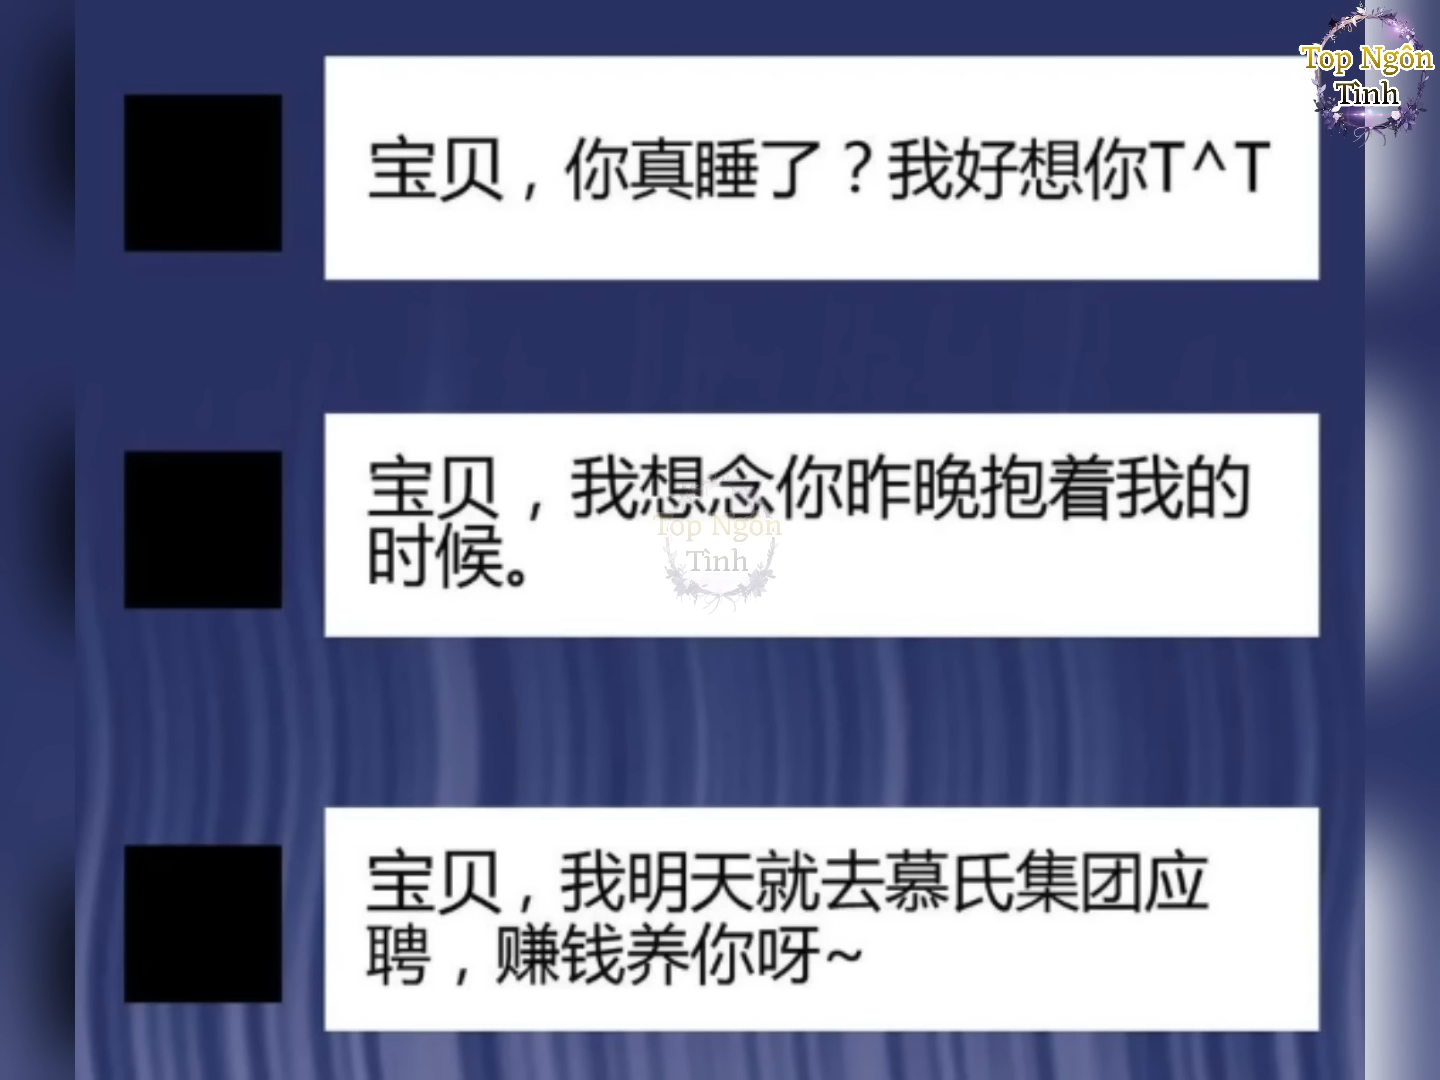 Top Ngôn
Tình
宝贝，你真睡了？我好想你T^T
宝贝，我想念你昨晚抱着我的
时候。
Top Ngôn
Tình
宝贝，我明天就去慕氏集团应
聘，赚钱养你呀~